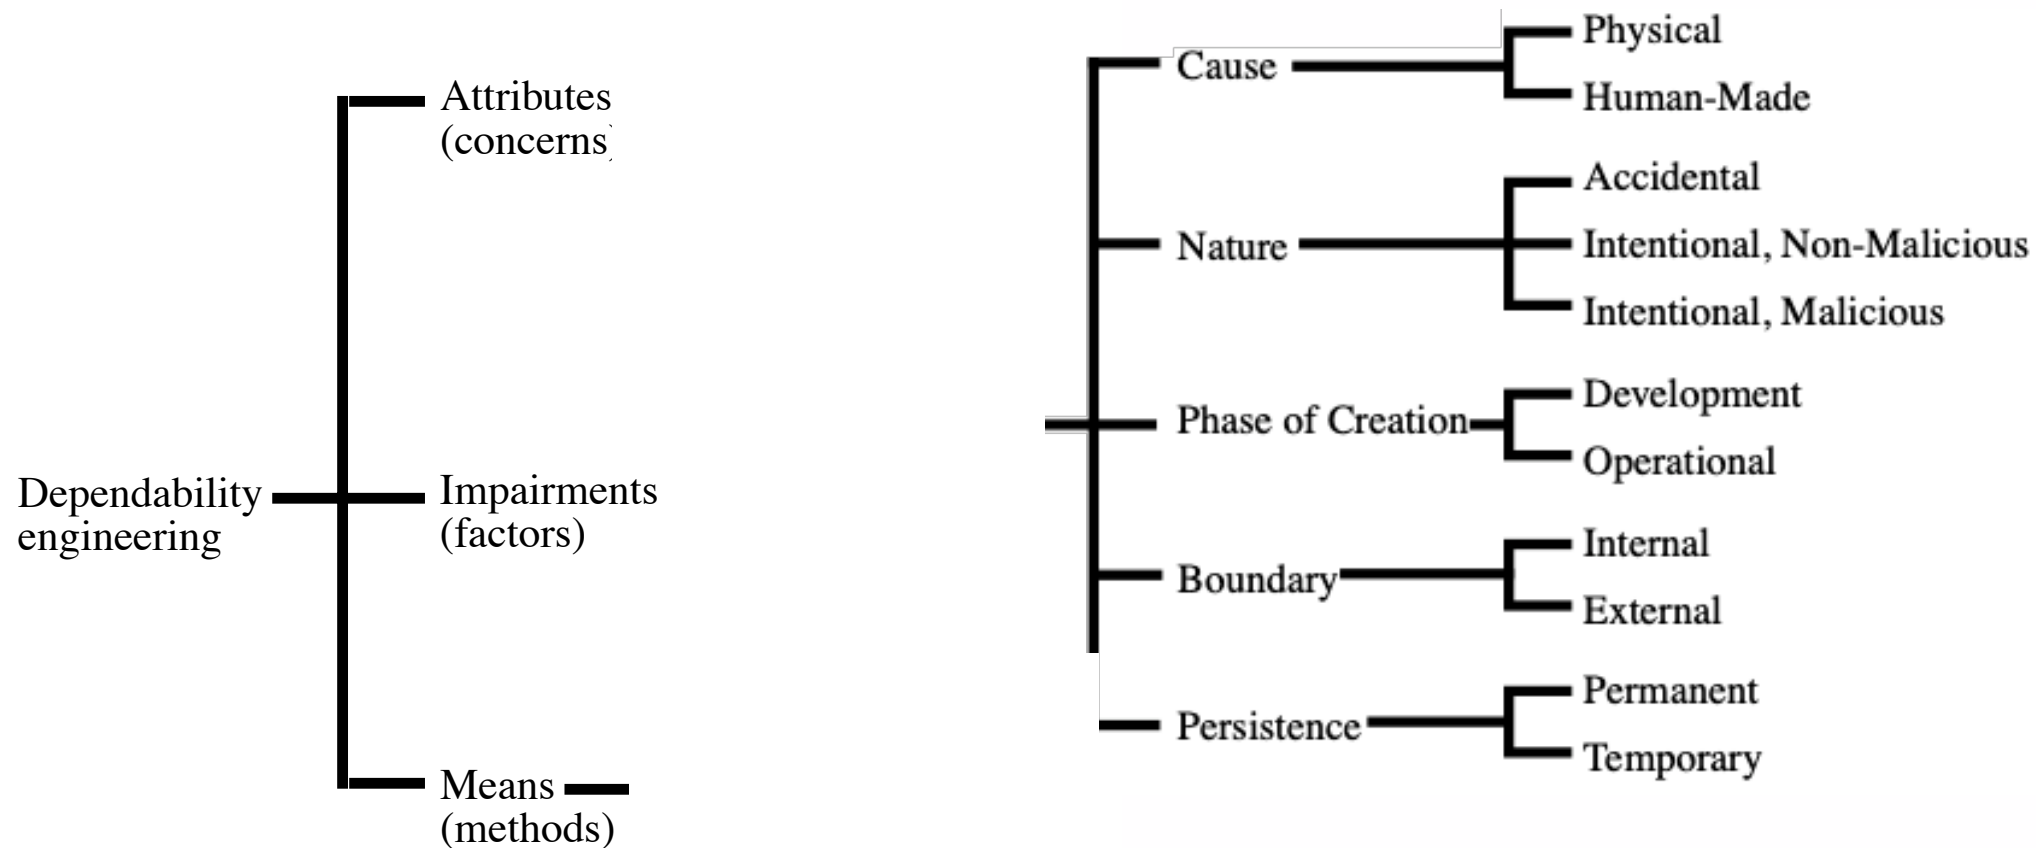 Dependability
engineering
Attributes
(concerns)
Impairments
(factors)
Means
(methods)
Cause
Physical
Human-Made
Nature
Accidental
Intentional, Non-Malicious
Intentional, Malicious
Phase of Creation
Development
Operational
Boundary
Internal
External
Persistence
Permanent
Temporary